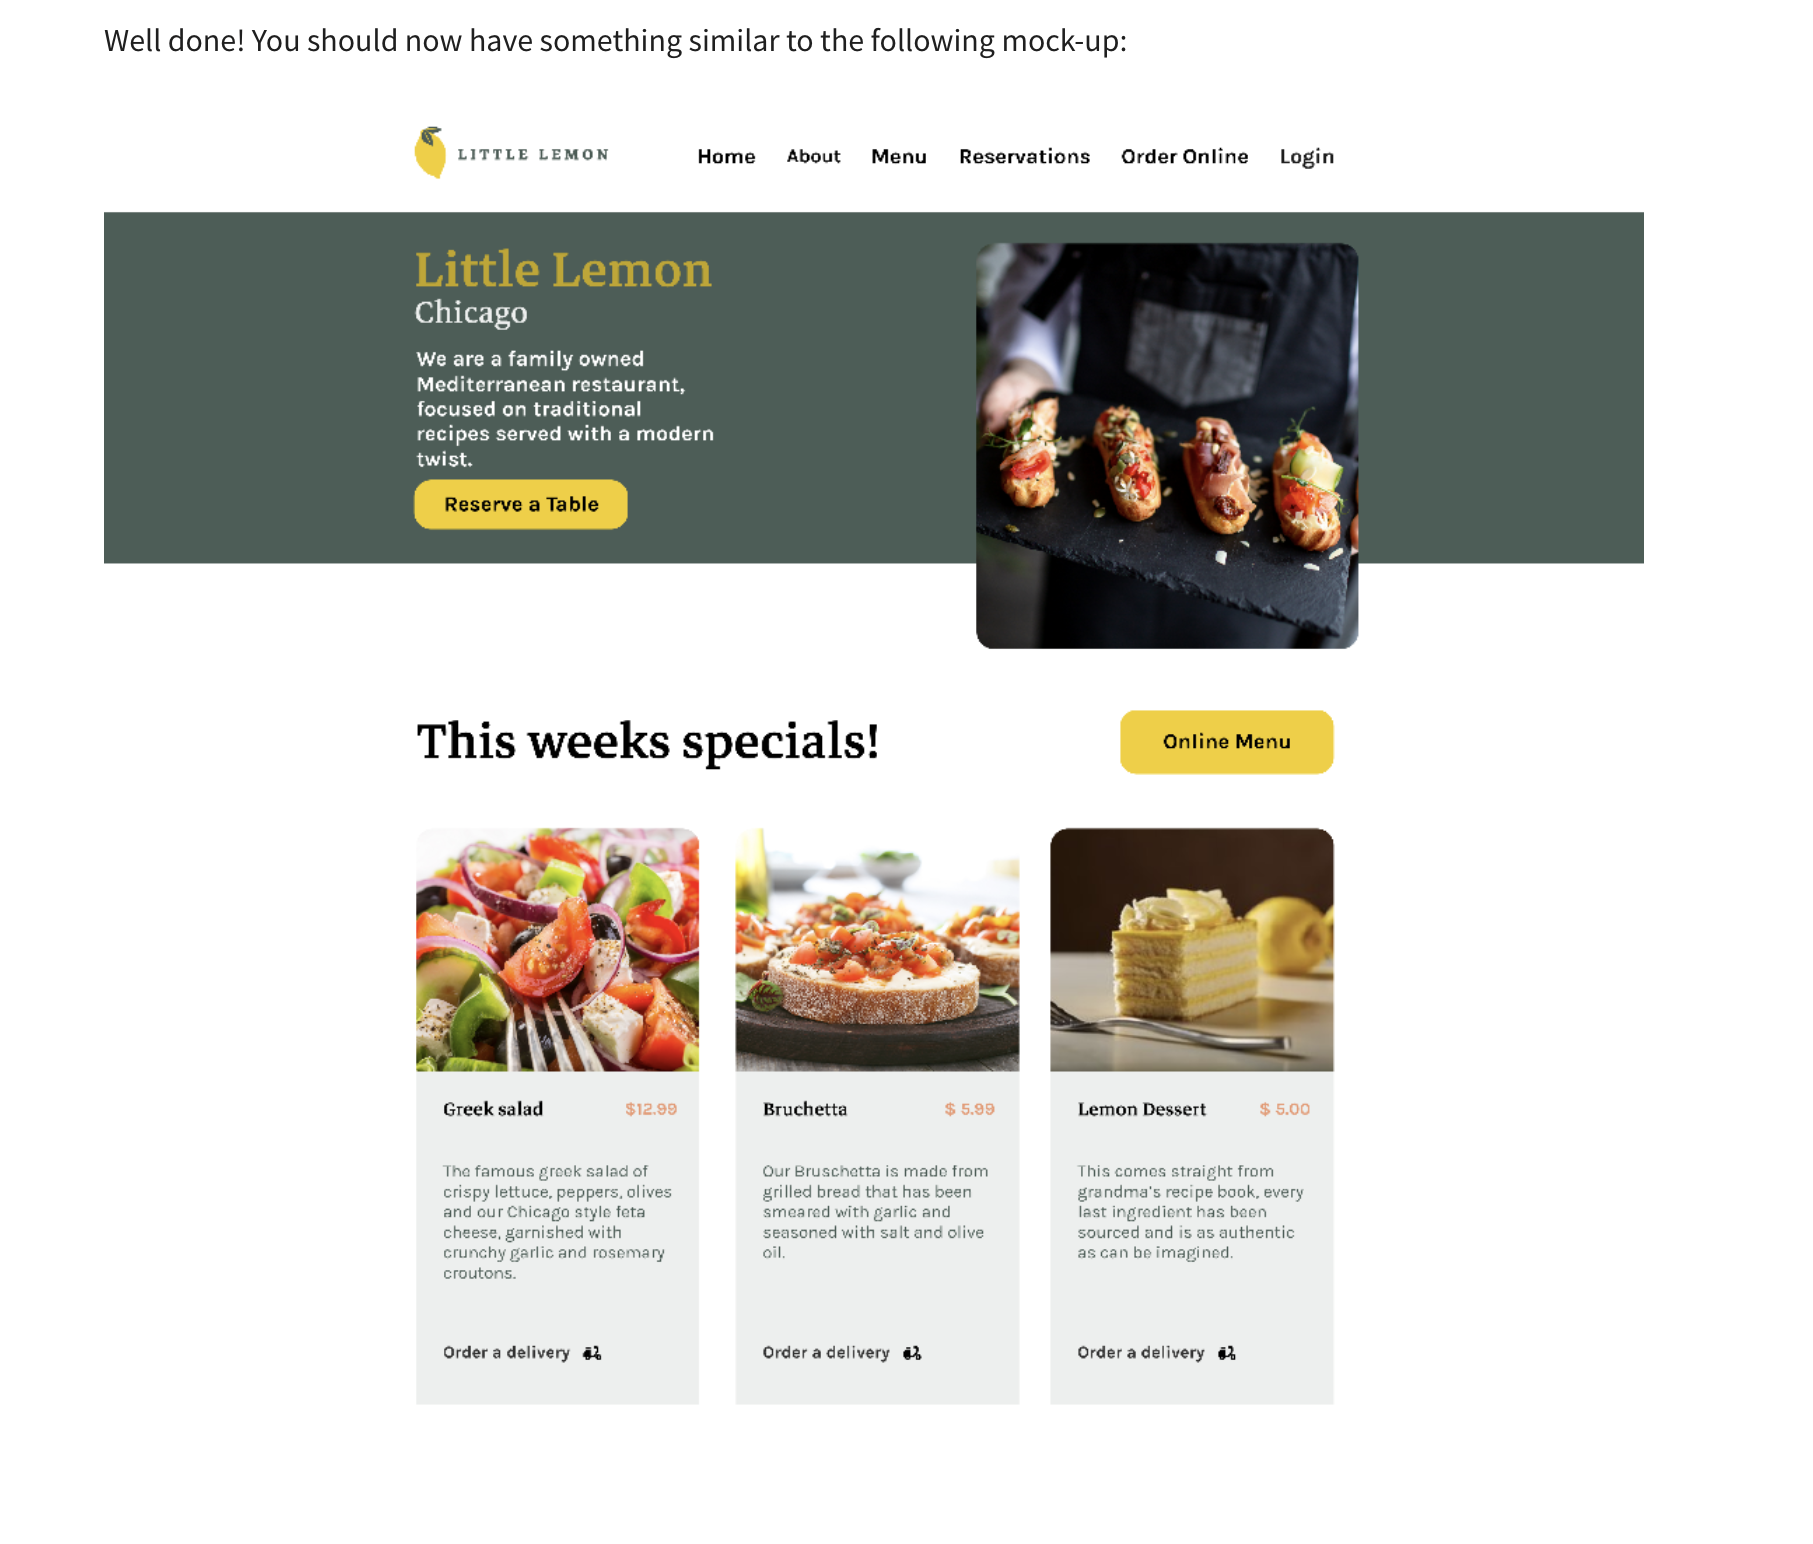 Well done! You should now have something similar to the following mock-up:
LITTLE LEMON
Home About Menu Reservations Order Online Login
Little Lemon
Chicago
We are a family owned
Mediterranean restaurant,
focused on traditional
recipes served with a modern
twist.
Reserve a Table
This weeks specials!
Online Menu
Greek salad $12.99
The famous greek salad of
crispy lettuce, peppers, olives
and our Chicago style feta
cheese, garnished with
crunchy garlic and rosemary
croutons.
Order a delivery
Bruchetta $ 5.99
Our Bruschetta is made from
grilled bread that has been
smeared with garlic and
seasoned with salt and olive
oil.
Order a delivery
Lemon Dessert $ 5.00
This comes straight from
grandma's recipe book, every
last ingredient has been
sourced and is as authentic
as can be imagined.
Order a delivery